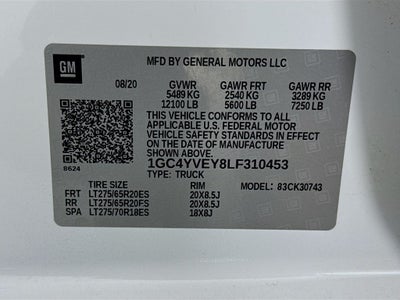 GM
MFD BY GENERAL MOTORS LLC
08/20 GVWR GAWR FRT GAWR RR
5489 KG 2540 KG 3289 KG
12100 LB 5600 LB 7250 LB
THIS VEHICLE CONFORMS TO ALL
APPLICABLE U.S. FEDERAL MOTOR
VEHICLE SAFETY STANDARDS IN EFFECT
ON THE DATE OF MANUFACTURE
SHOWN ABOVE.
8624 1GC4YVEY8LF310453
TYPE: TRUCK
TIRE SIZE RIM MODEL: 83CK30743
FRT LT275/65R20ES 20X8.5J
RR LT275/65R20FS 20X8.5J
SPA LT275/70R18ES 18X8J